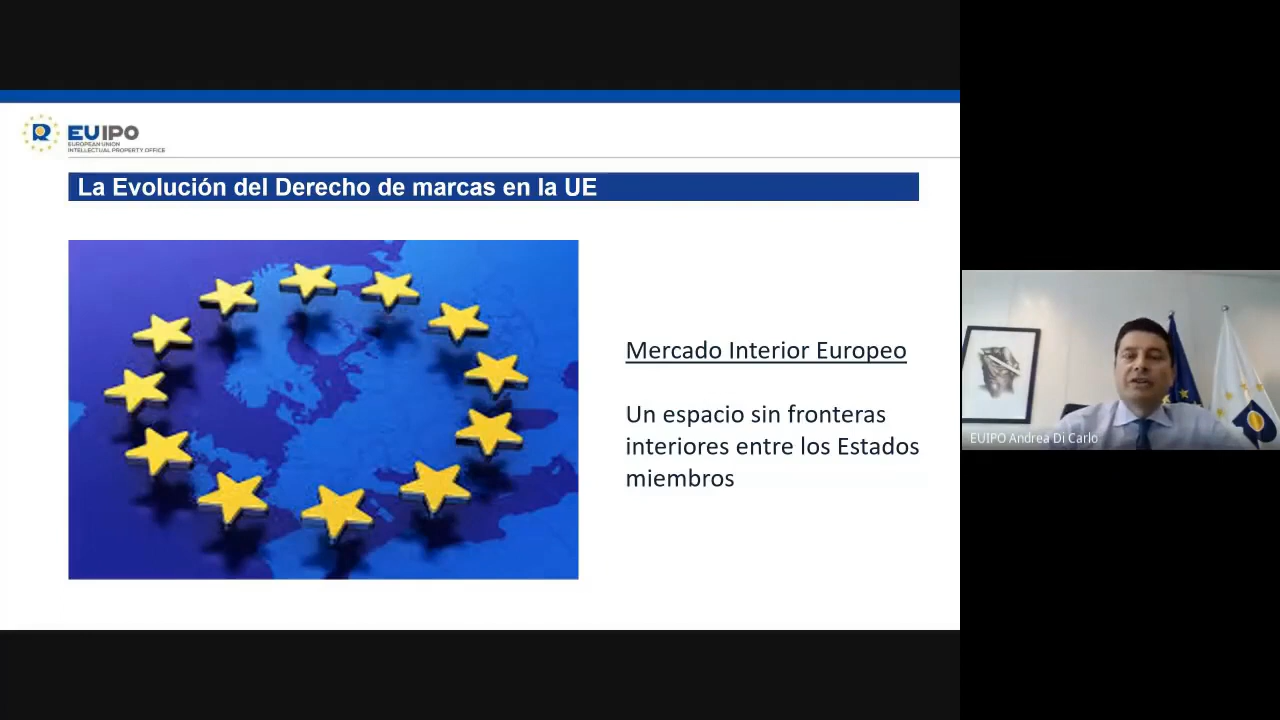 EUIPO
EUROPEAN UNION
INTELLECTUAL PROPERTY OFFICE
La Evolución del Derecho de marcas en la UE
Mercado Interior Europeo
Un espacio sin fronteras
interiores entre los Estados
miembros
EUIPO Andrea Di Carlo